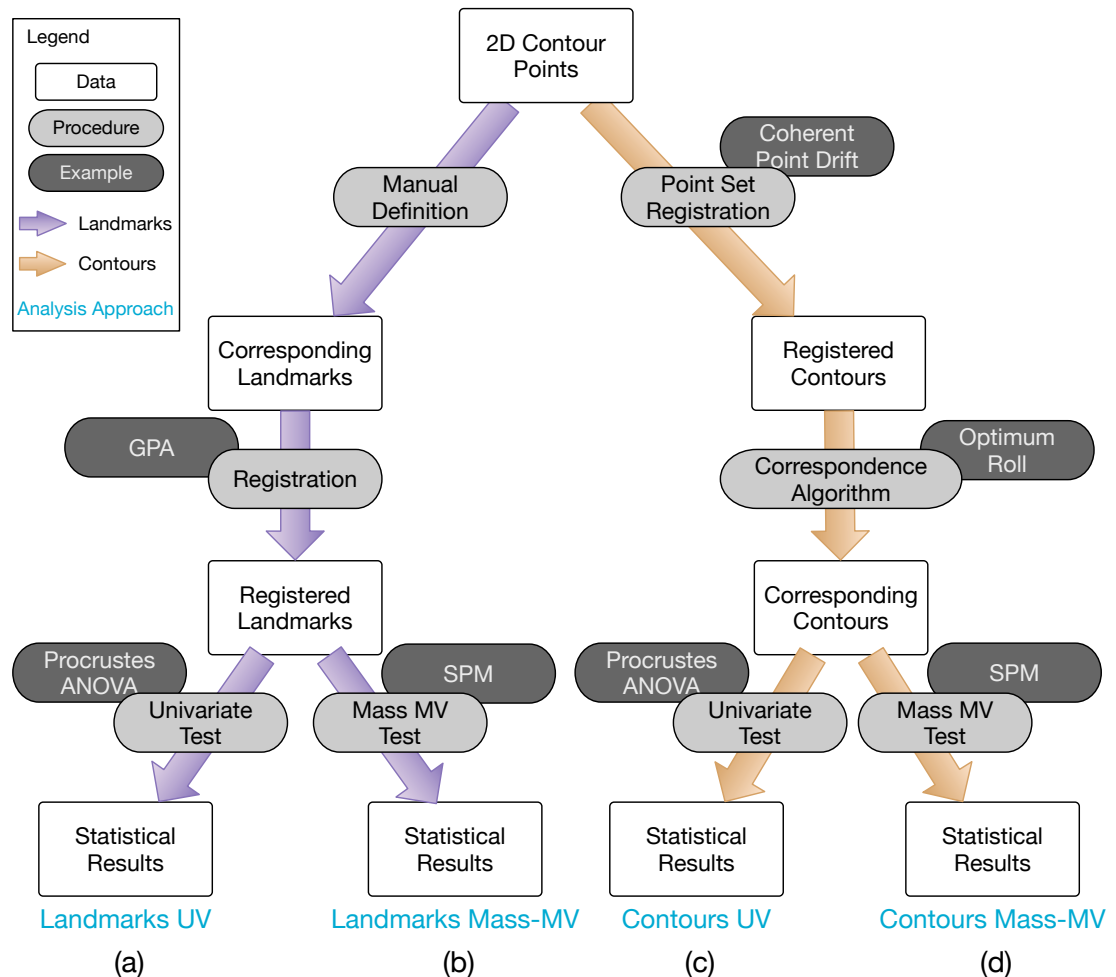 Legend
Data
Procedure
Example
Landmarks
Contours
Analysis Approach
2D Contour
Points
Manual
Definition
Coherent
Point Drift
Point Set
Registration
Corresponding
Landmarks
Registered
Contours
GPA
Registration
Optimum
Roll
Correspondence
Algorithm
Registered
Landmarks
Corresponding
Contours
Procrustes
ANOVA
Univariate
Test
SPM
Mass MV
Test
Procrustes
ANOVA
Univariate
Test
SPM
Mass MV
Test
Statistical
Results
Statistical
Results
Statistical
Results
Statistical
Results
Landmarks UV
Landmarks Mass-MV
Contours UV
Contours Mass-MV
(a)
(b)
(c)
(d)